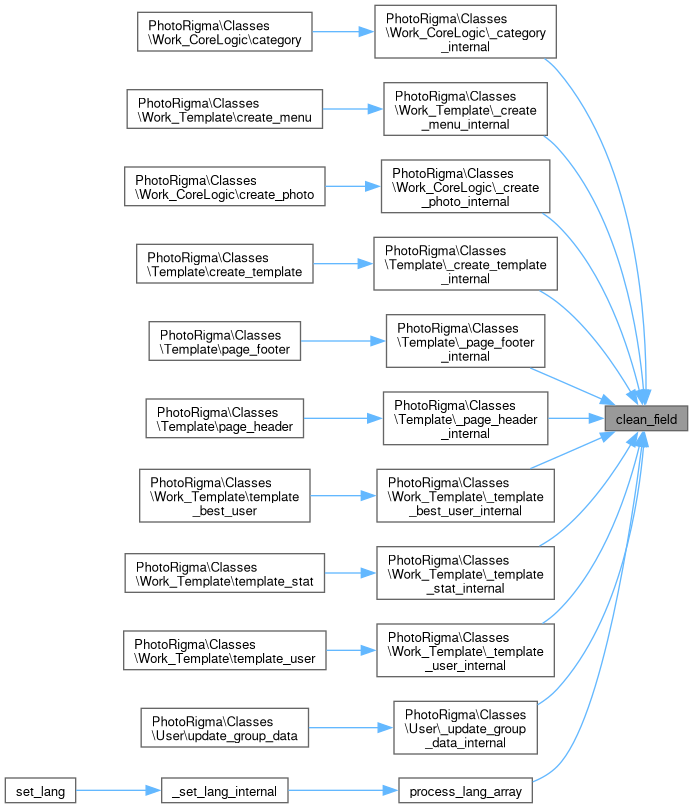 PhotoRigma\Classes
\Work_CoreLogic\category
PhotoRigma\Classes
\Work_CoreLogic\_category
_internal
PhotoRigma\Classes
\Work_Template\create_menu
PhotoRigma\Classes
\Work_Template\_create
_menu_internal
PhotoRigma\Classes
\Work_CoreLogic\create_photo
PhotoRigma\Classes
\Work_CoreLogic\_create
_photo_internal
PhotoRigma\Classes
\Template\create_template
PhotoRigma\Classes
\Template\_create_template
_internal
PhotoRigma\Classes
\Template\page_footer
PhotoRigma\Classes
\Template\_page_footer
_internal
PhotoRigma\Classes
\Template\page_header
PhotoRigma\Classes
\Template\_page_header
_internal
clean_field
PhotoRigma\Classes
\Work_Template\template
_best_user
PhotoRigma\Classes
\Work_Template\_template
_best_user_internal
PhotoRigma\Classes
\Work_Template\template_stat
PhotoRigma\Classes
\Work_Template\_template
_stat_internal
PhotoRigma\Classes
\Work_Template\template_user
PhotoRigma\Classes
\Work_Template\_template
_user_internal
PhotoRigma\Classes
\User\update_group_data
PhotoRigma\Classes
\User\_update_group
_data_internal
set_lang
_set_lang_internal
process_lang_array